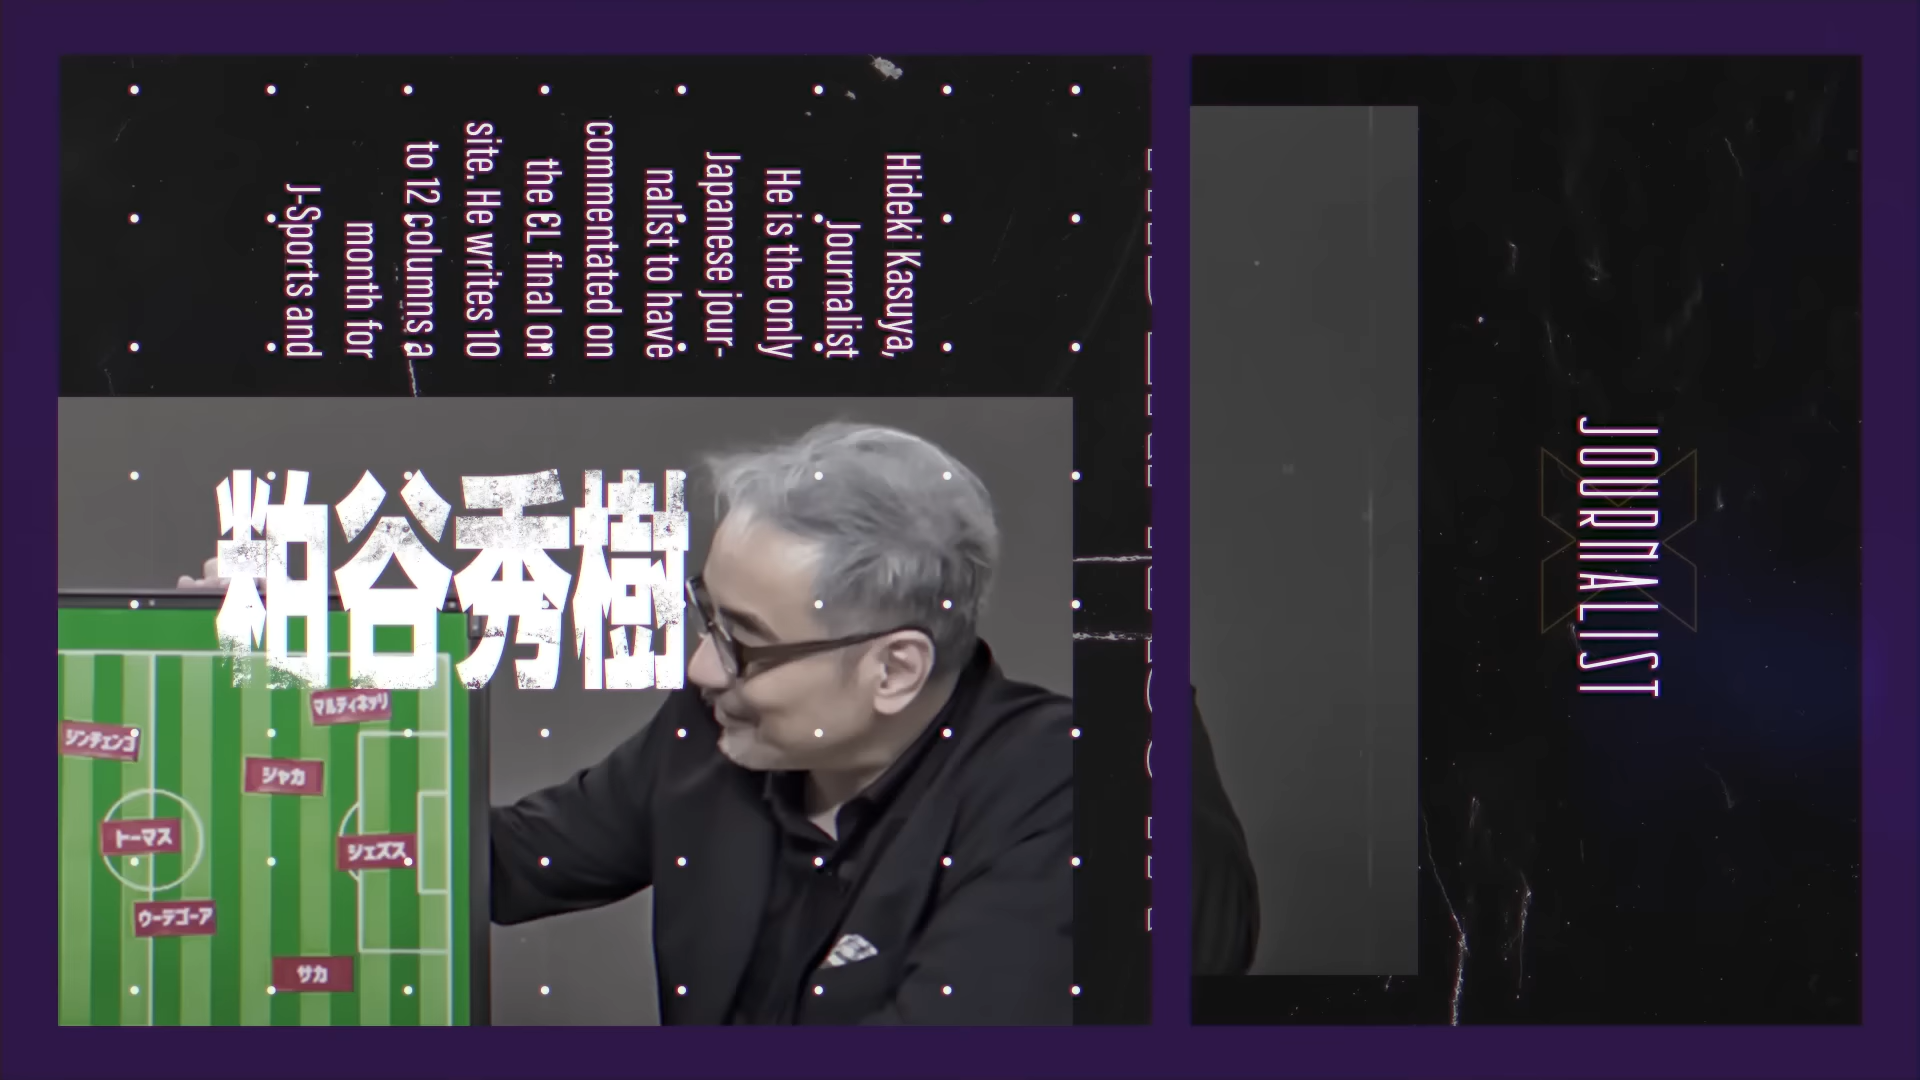 Hideki Kasuya,
Journalist
He is the only
Japanese jour-
nalist to have
commentated on
the CL final on
site. He writes 10
to 12 columns a
month for
J-Sports and
粕谷秀樹
マルティネッリ
ジンチェンコ
ジャカ
トーマス
ジェズス
ウーデゴーア
サカ
JOURNALIST